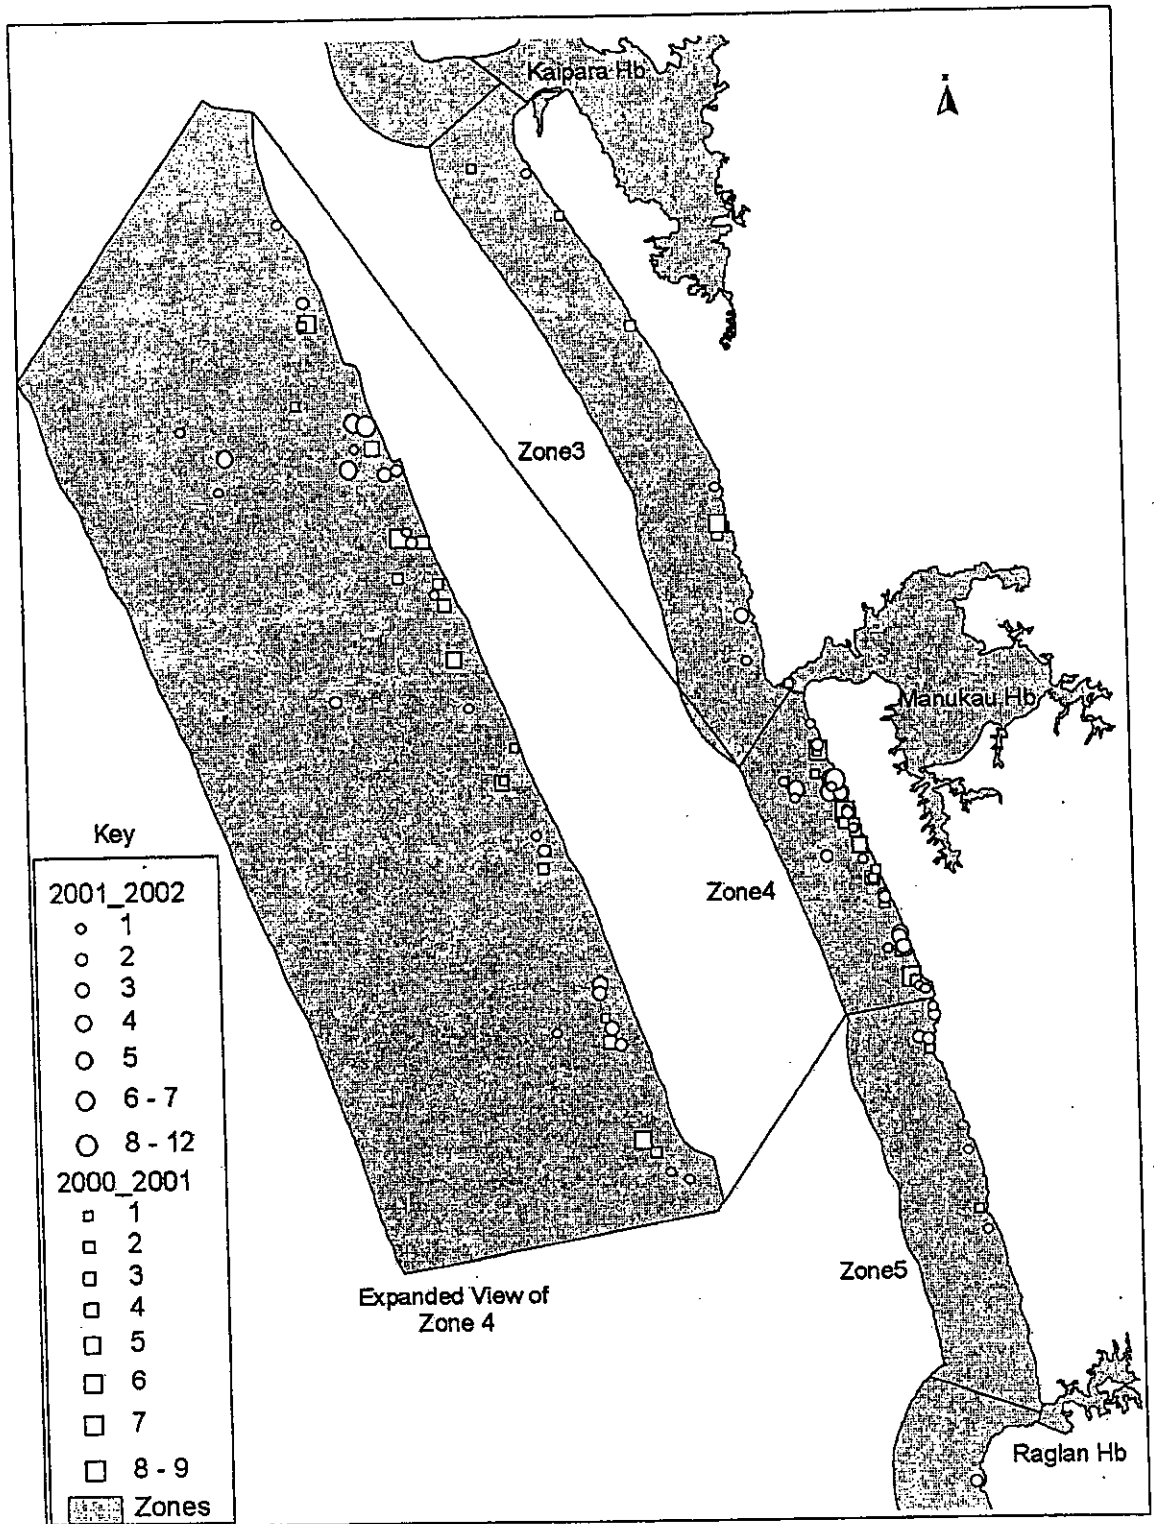 Kaipara Hb
Zone3
Manukau Hb
Zone4
Key
2001_2002
1
2
3
4
5
6 - 7
8 - 12
2000_2001
1
2
3
4
5
6
7
8 - 9
Zones
Zone5
Expanded View of
Zone 4
Raglan Hb